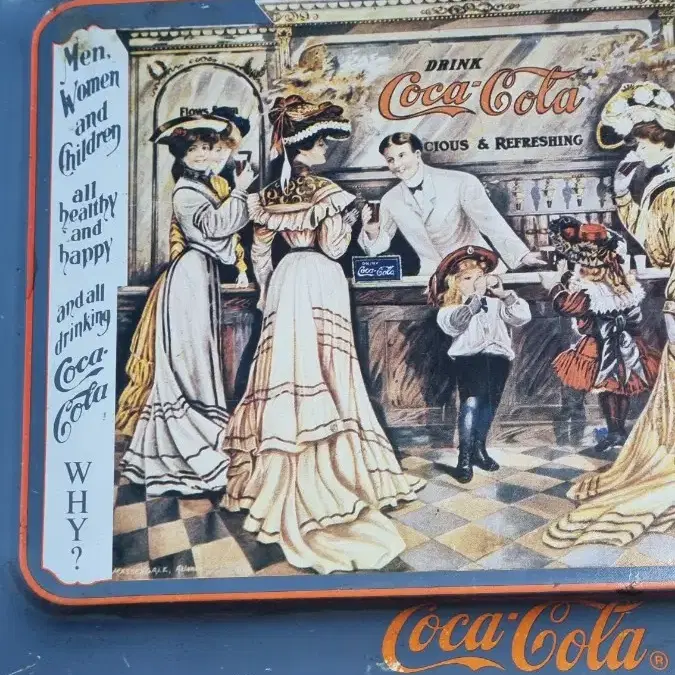 Men,
Women
and
Children
all
healthy
and
happy
and all
drinking
Coca-
Cola
WHY?
DRINK
Coca-Cola
CIOUS & REFRESHING
DRINK
Coca-Cola
Coca-Cola®